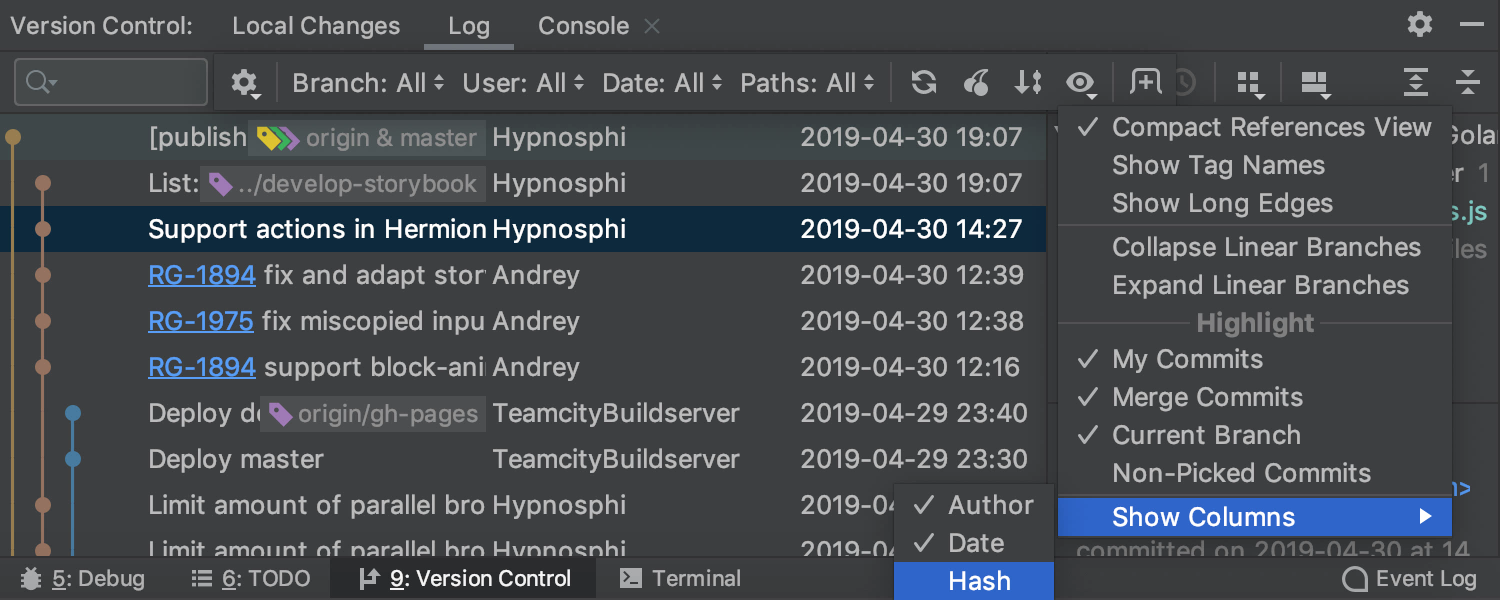 Version Control: Local Changes Log Console
Branch: All User: All Date: All Paths: All
[publish origin & master Hypnosphi 2019-04-30 19:07
List: ../develop-storybook Hypnosphi 2019-04-30 19:07
Support actions in Hermion Hypnosphi 2019-04-30 14:27
RG-1894 fix and adapt stor Andrey 2019-04-30 12:39
RG-1975 fix miscopied inpu Andrey 2019-04-30 12:38
RG-1894 support block-ani Andrey 2019-04-30 12:16
Deploy de origin/gh-pages TeamcityBuildserver 2019-04-29 23:40
Deploy master TeamcityBuildserver 2019-04-29 23:30
Limit amount of parallel bro Hypnosphi 2019-04
Limit amount of parallel bro Hypnosphi 2019-04
Compact References View
Show Tag Names
Show Long Edges
Collapse Linear Branches
Expand Linear Branches
Highlight
My Commits
Merge Commits
Current Branch
Non-Picked Commits
Show Columns
Author
Date
Hash
Gola
r 1
s.js
iles
n>
committed on 2019-04-30 at 14
5: Debug 6: TODO 9: Version Control Terminal Event Log